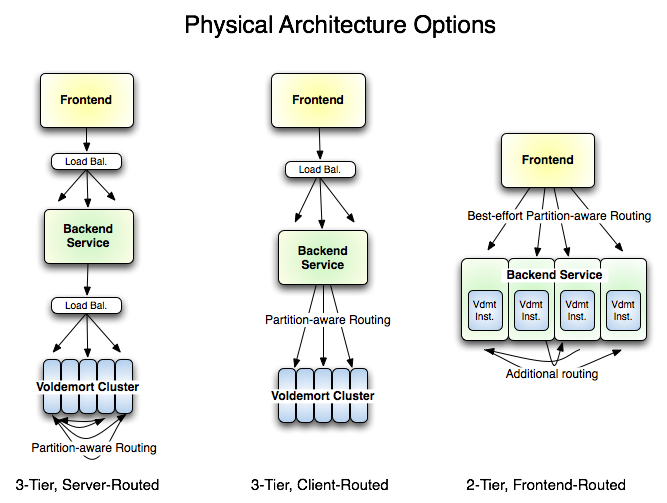 Physical Architecture Options
Frontend
Load Bal.
Backend
Service
Load Bal.
Voldemort Cluster
Partition-aware Routing
3-Tier, Server-Routed
Frontend
Load Bal.
Backend
Service
Partition-aware Routing
Voldemort Cluster
3-Tier, Client-Routed
Frontend
Best-effort Partition-aware Routing
Backend Service
Vdmt
Inst.
Vdmt
Inst.
Vdmt
Inst.
Vdmt
Inst.
Additional routing
2-Tier, Frontend-Routed